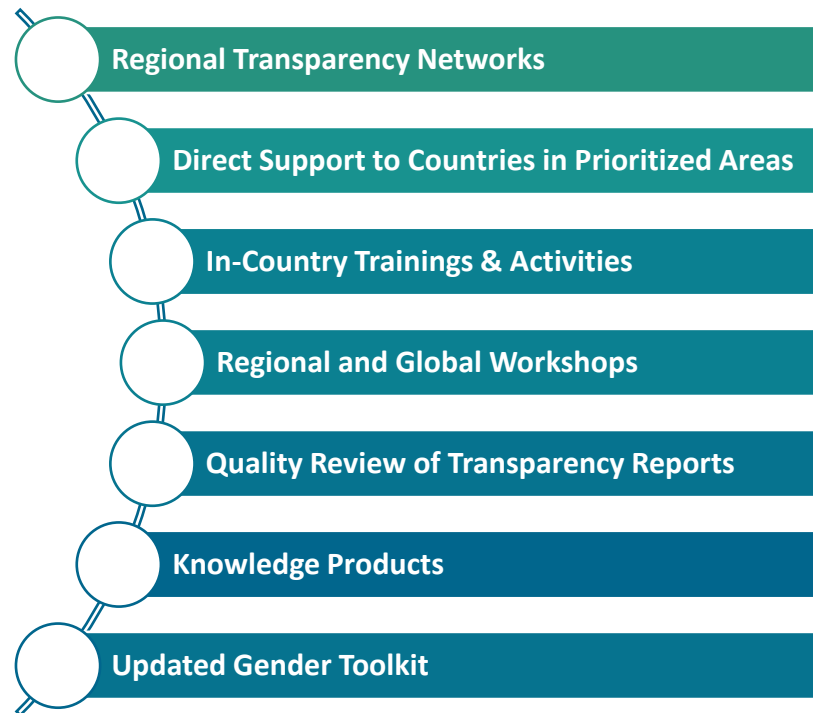 Regional Transparency Networks
Direct Support to Countries in Prioritized Areas
In-Country Trainings & Activities
Regional and Global Workshops
Quality Review of Transparency Reports
Knowledge Products
Updated Gender Toolkit